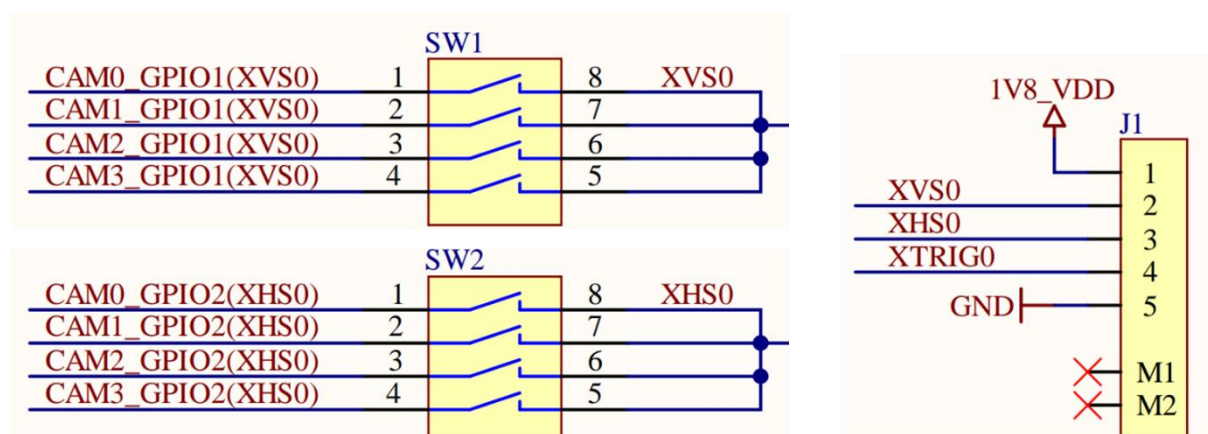 SW1
CAM0_GPIO1(XVS0) 1 8 XVS0
CAM1_GPIO1(XVS0) 2 7
CAM2_GPIO1(XVS0) 3 6
CAM3_GPIO1(XVS0) 4 5
SW2
CAM0_GPIO2(XHS0) 1 8 XHS0
CAM1_GPIO2(XHS0) 2 7
CAM2_GPIO2(XHS0) 3 6
CAM3_GPIO2(XHS0) 4 5
1V8_VDD
J1
1
XVS0 2
XHS0 3
XTRIG0 4
GND 5
M1
M2